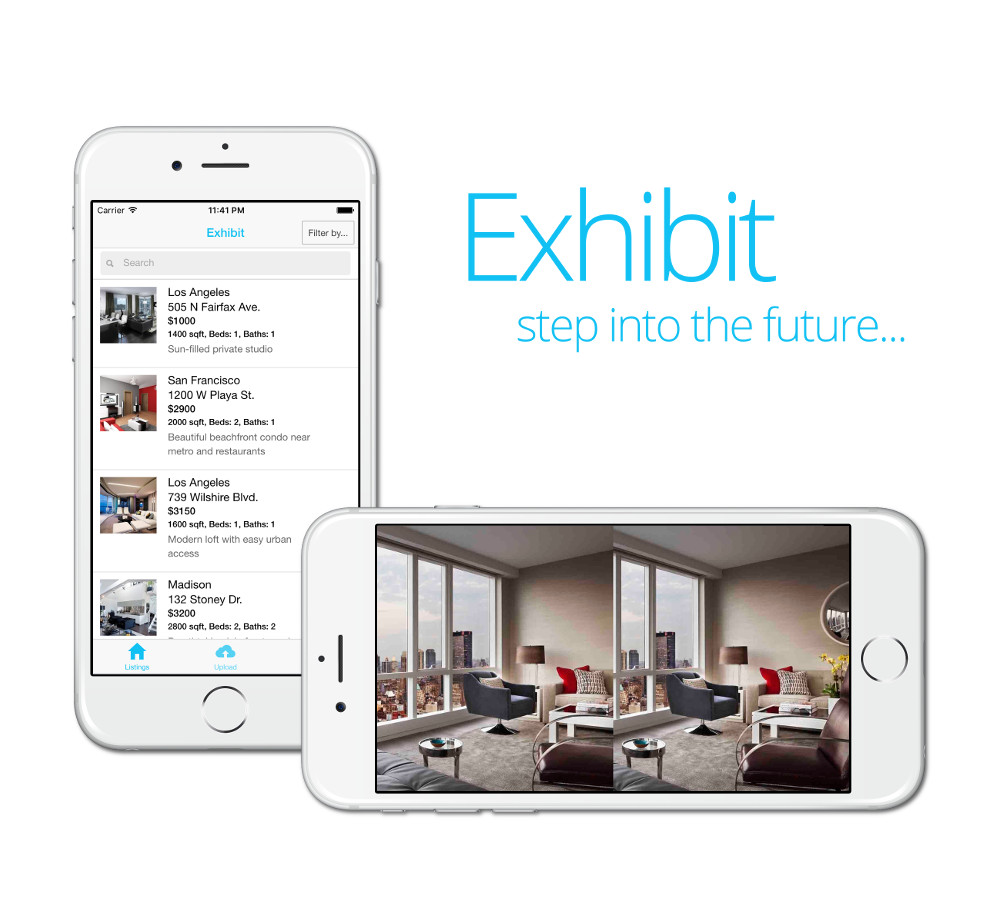 Exhibit
step into the future...
Carrier 11:41 PM
Exhibit
Filter by...
Search
Los Angeles
505 N Fairfax Ave.
$1000
1400 sqft, Beds: 1, Baths: 1
Sun-filled private studio
San Francisco
1200 W Playa St.
$2900
2000 sqft, Beds: 2, Baths: 1
Beautiful beachfront condo near
metro and restaurants
Los Angeles
739 Wilshire Blvd.
$3150
1600 sqft, Beds: 1, Baths: 1
Modern loft with easy urban
access
Madison
132 Stoney Dr.
$3200
2800 sqft, Beds: 2, Baths: 2
Listings
Upload